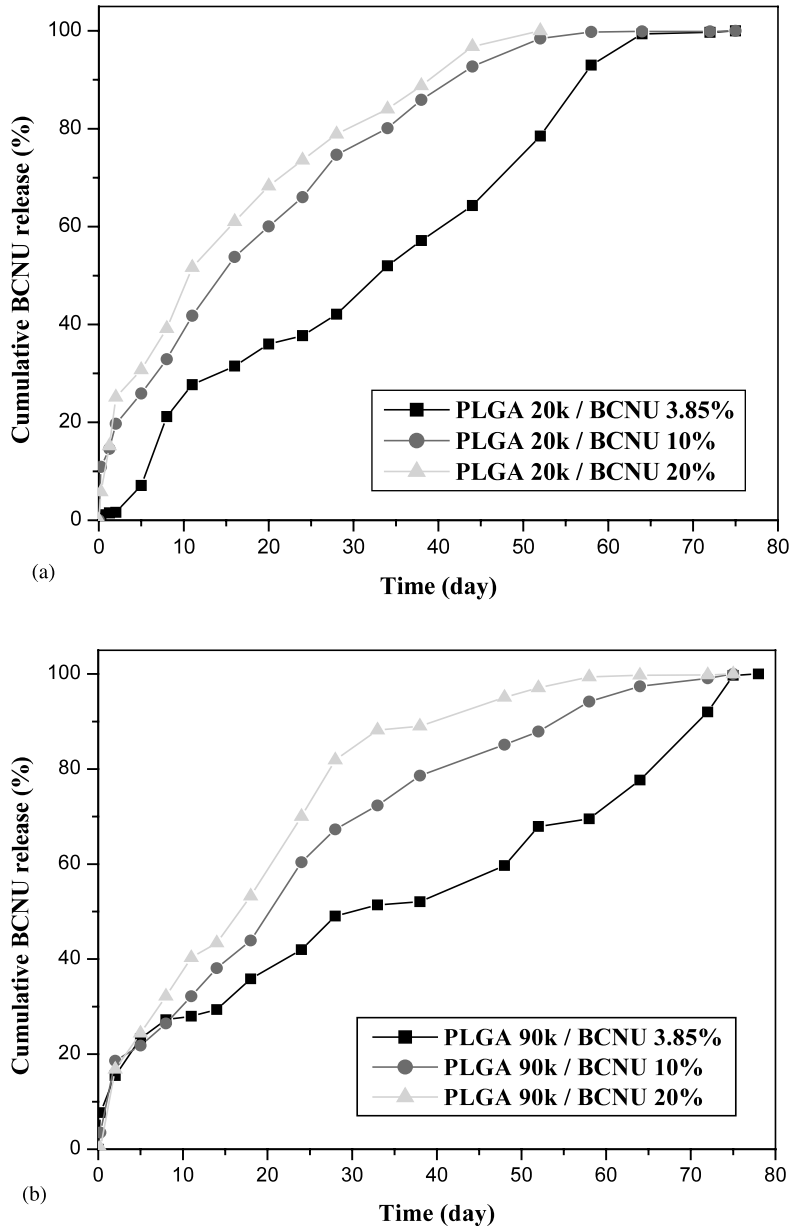 100
80
60
40
20
0
Cumulative BCNU release (%)
PLGA 20k / BCNU 3.85%
PLGA 20k / BCNU 10%
PLGA 20k / BCNU 20%
0 10 20 30 40 50 60 70 80
(a)
Time (day)
100
80
60
40
20
0
Cumulative BCNU release (%)
PLGA 90k / BCNU 3.85%
PLGA 90k / BCNU 10%
PLGA 90k / BCNU 20%
0 10 20 30 40 50 60 70 80
(b)
Time (day)